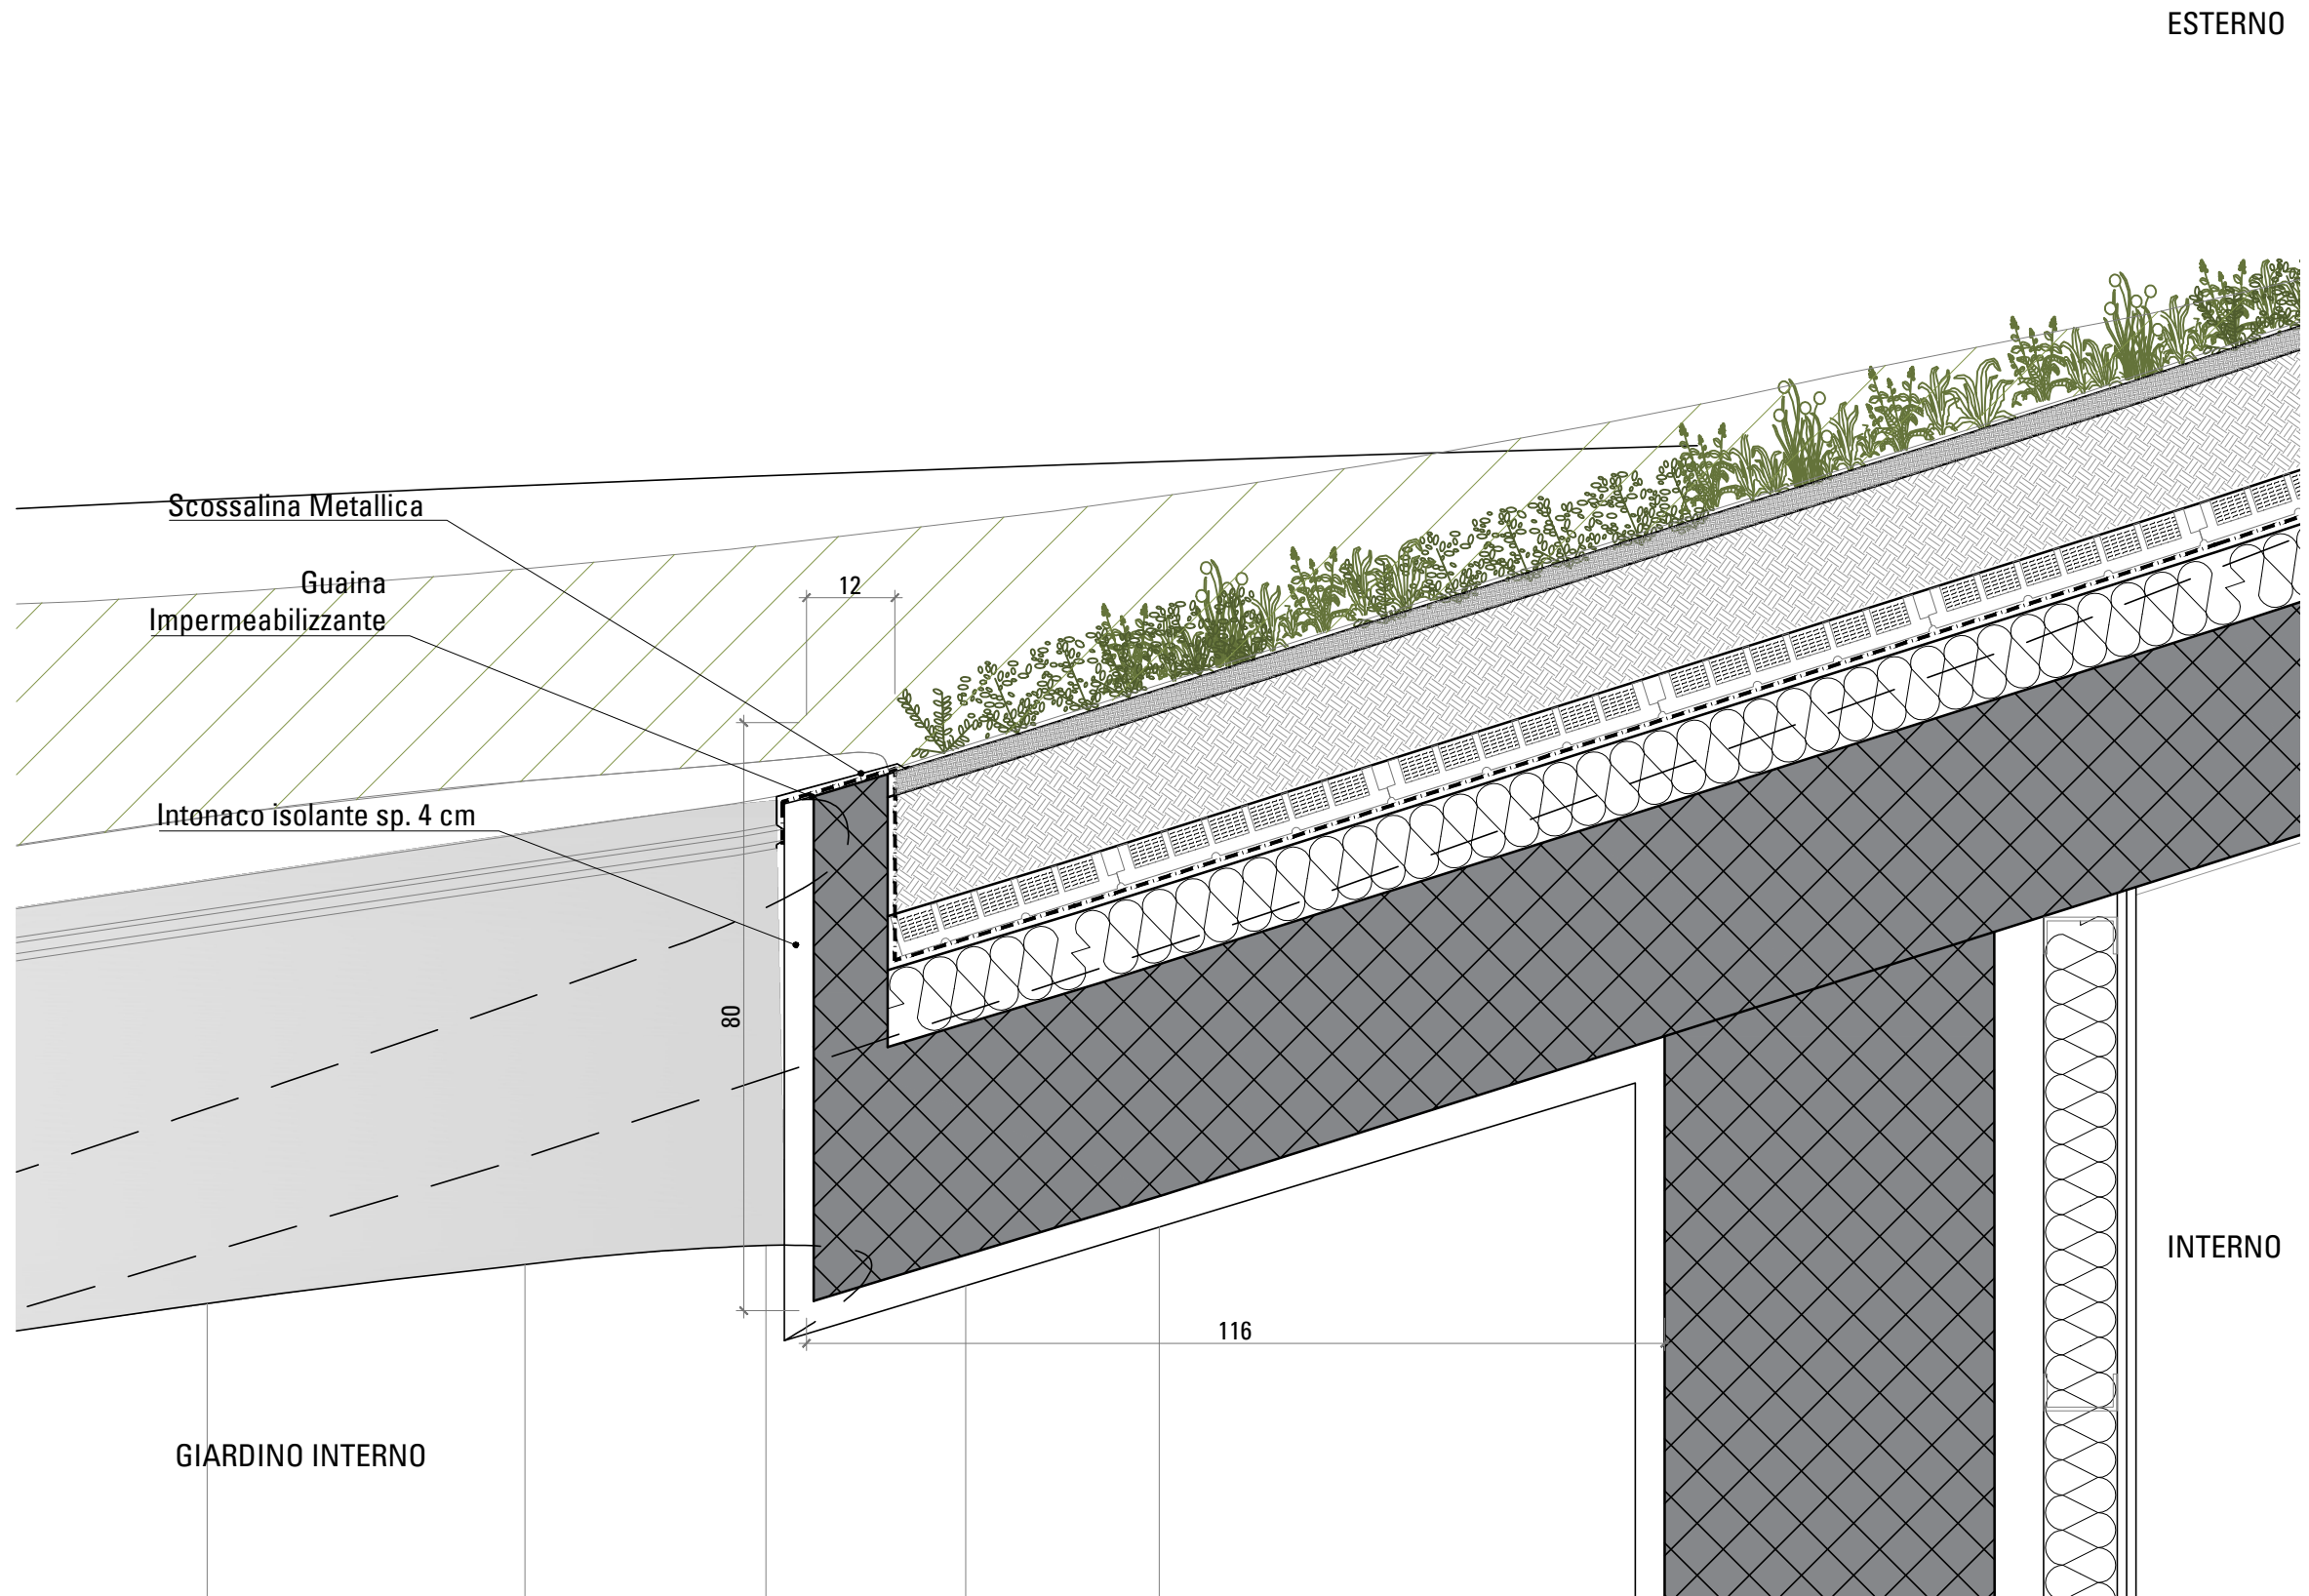 ESTERNO
Scossalina Metallica
Guaina
Impermeabilizzante
12
Intonaco isolante sp. 4 cm
80
INTERNO
116
GIARDINO INTERNO